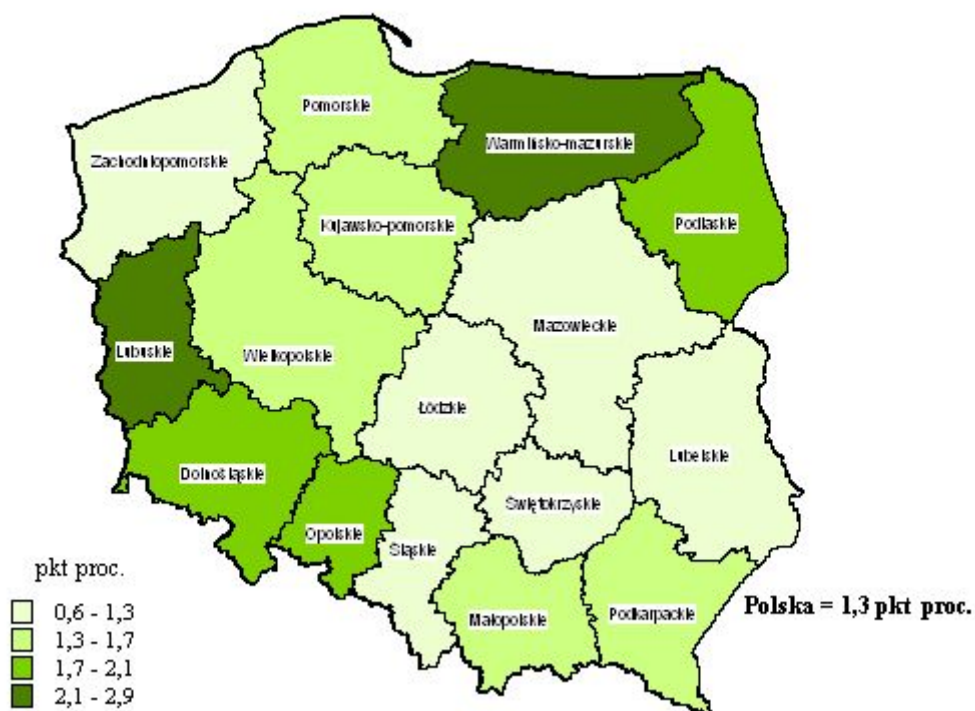 Pomorskie
Warmińsko-mazurskie
Zachodniopomorskie
Podlaskie
Kujawsko-pomorskie
Mazowieckie
Lubuskie
Wielkopolskie
Łódzkie
Lubelskie
Dolnośląskie
Świętokrzyskie
Opolskie
Śląskie
Małopolskie
Podkarpackie
Polska = 1,3 pkt proc.
pkt proc.
0,6 - 1,3
1,3 - 1,7
1,7 - 2,1
2,1 - 2,9